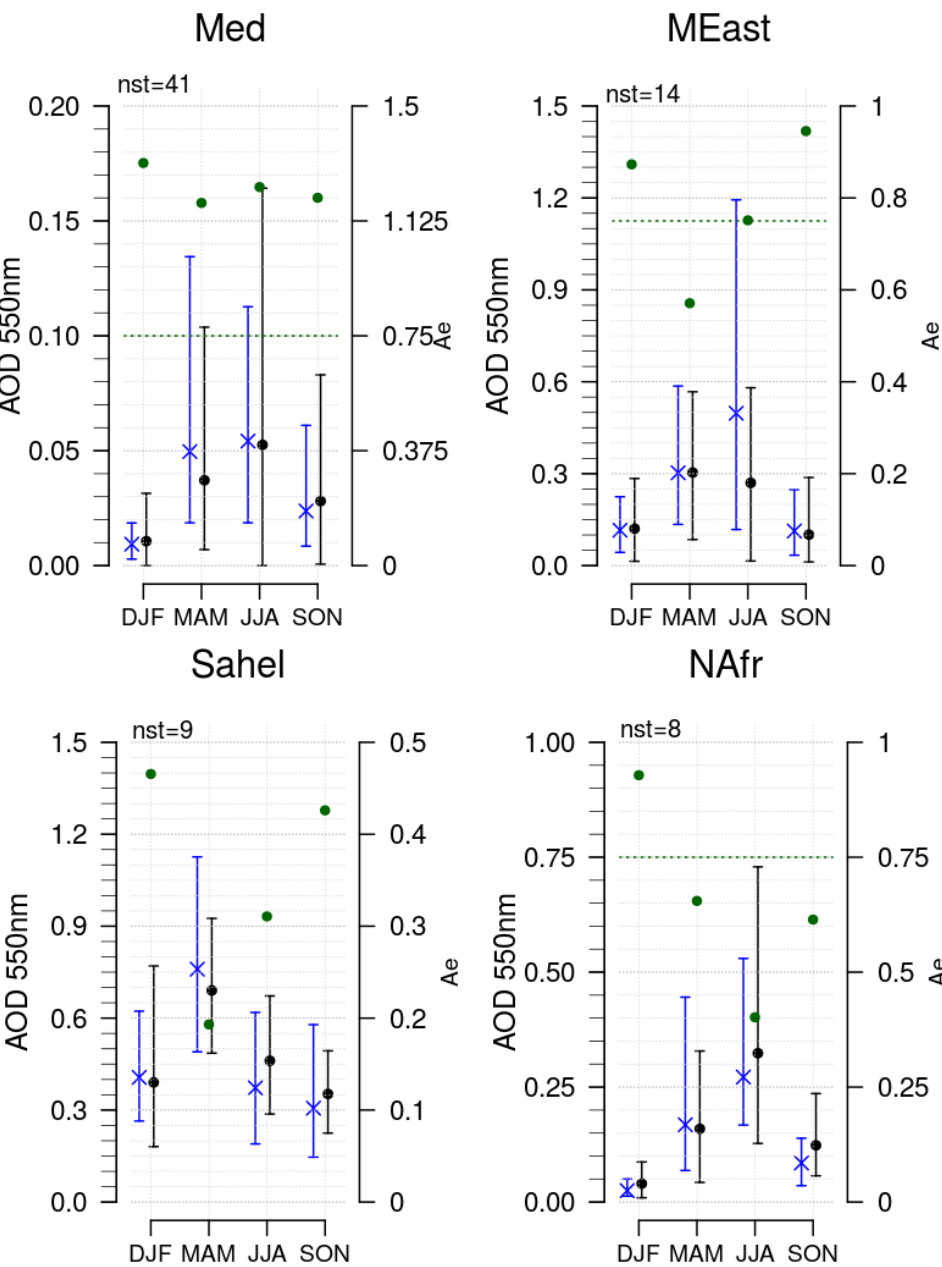 Med
nst=41
0.20
0.15
0.10
0.05
0.00
AOD 550nm
1.5
1.125
0.75
0.375
0
Ae
DJF MAM JJA SON
MEast
nst=14
1.5
1.2
0.9
0.6
0.3
0.0
AOD 550nm
1
0.8
0.6
0.4
0.2
0
Ae
DJF MAM JJA SON
Sahel
nst=9
1.5
1.2
0.9
0.6
0.3
0.0
AOD 550nm
0.5
0.4
0.3
0.2
0.1
0
Ae
DJF MAM JJA SON
NAfr
nst=8
1.00
0.75
0.50
0.25
0.00
AOD 550nm
1
0.75
0.5
0.25
0
Ae
DJF MAM JJA SON